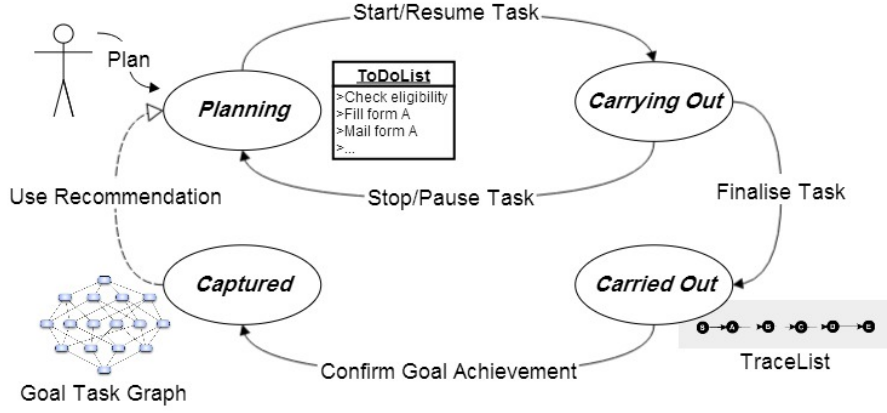 Start/Resume Task
Plan
Planning
ToDoList
>Check eligibility
>Fill form A
>Mail form A
>...
Carrying Out
Use Recommendation
Stop/Pause Task
Finalise Task
Captured
Carried Out
S A B C D E
TraceList
Confirm Goal Achievement
Goal Task Graph